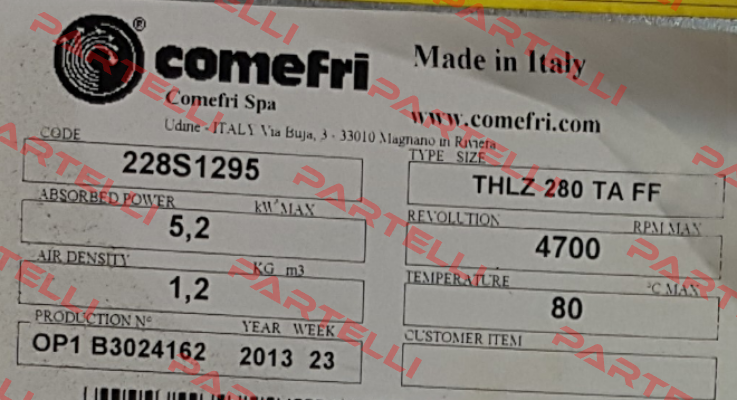 comefri®
Made in Italy
Comefri Spa
www.comefri.com
Udine - ITALY Via Buja, 3 - 33010 Magnano in Riviera
CODE
228S1295
TYPE SIZE
THLZ 280 TA FF
ABSORBED POWER kW MAX
5,2
REVOLUTION RPM MAX
4700
AIR DENSITY KG m3
1,2
TEMPERATURE °C MAX
80
PRODUCTION N° YEAR WEEK
OP1 B3024162 2013 23
CUSTOMER ITEM
PARTELLI